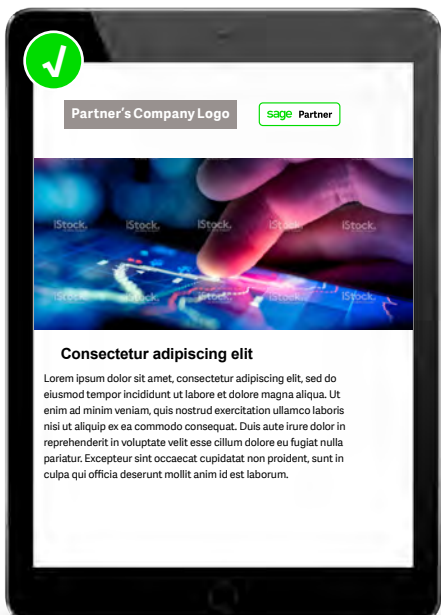 Partner's Company Logo
sage Partner
iStock. iStock. iStock. iStock. iStock.
iStock. iStock. iStock. iStock. iStock.
Consectetur adipiscing elit
Lorem ipsum dolor sit amet, consectetur adipiscing elit, sed do
eiusmod tempor incididunt ut labore et dolore magna aliqua. Ut
enim ad minim veniam, quis nostrud exercitation ullamco laboris
nisi ut aliquip ex ea commodo consequat. Duis aute irure dolor in
reprehenderit in voluptate velit esse cillum dolore eu fugiat nulla
pariatur. Excepteur sint occaecat cupidatat non proident, sunt in
culpa qui officia deserunt mollit anim id est laborum.